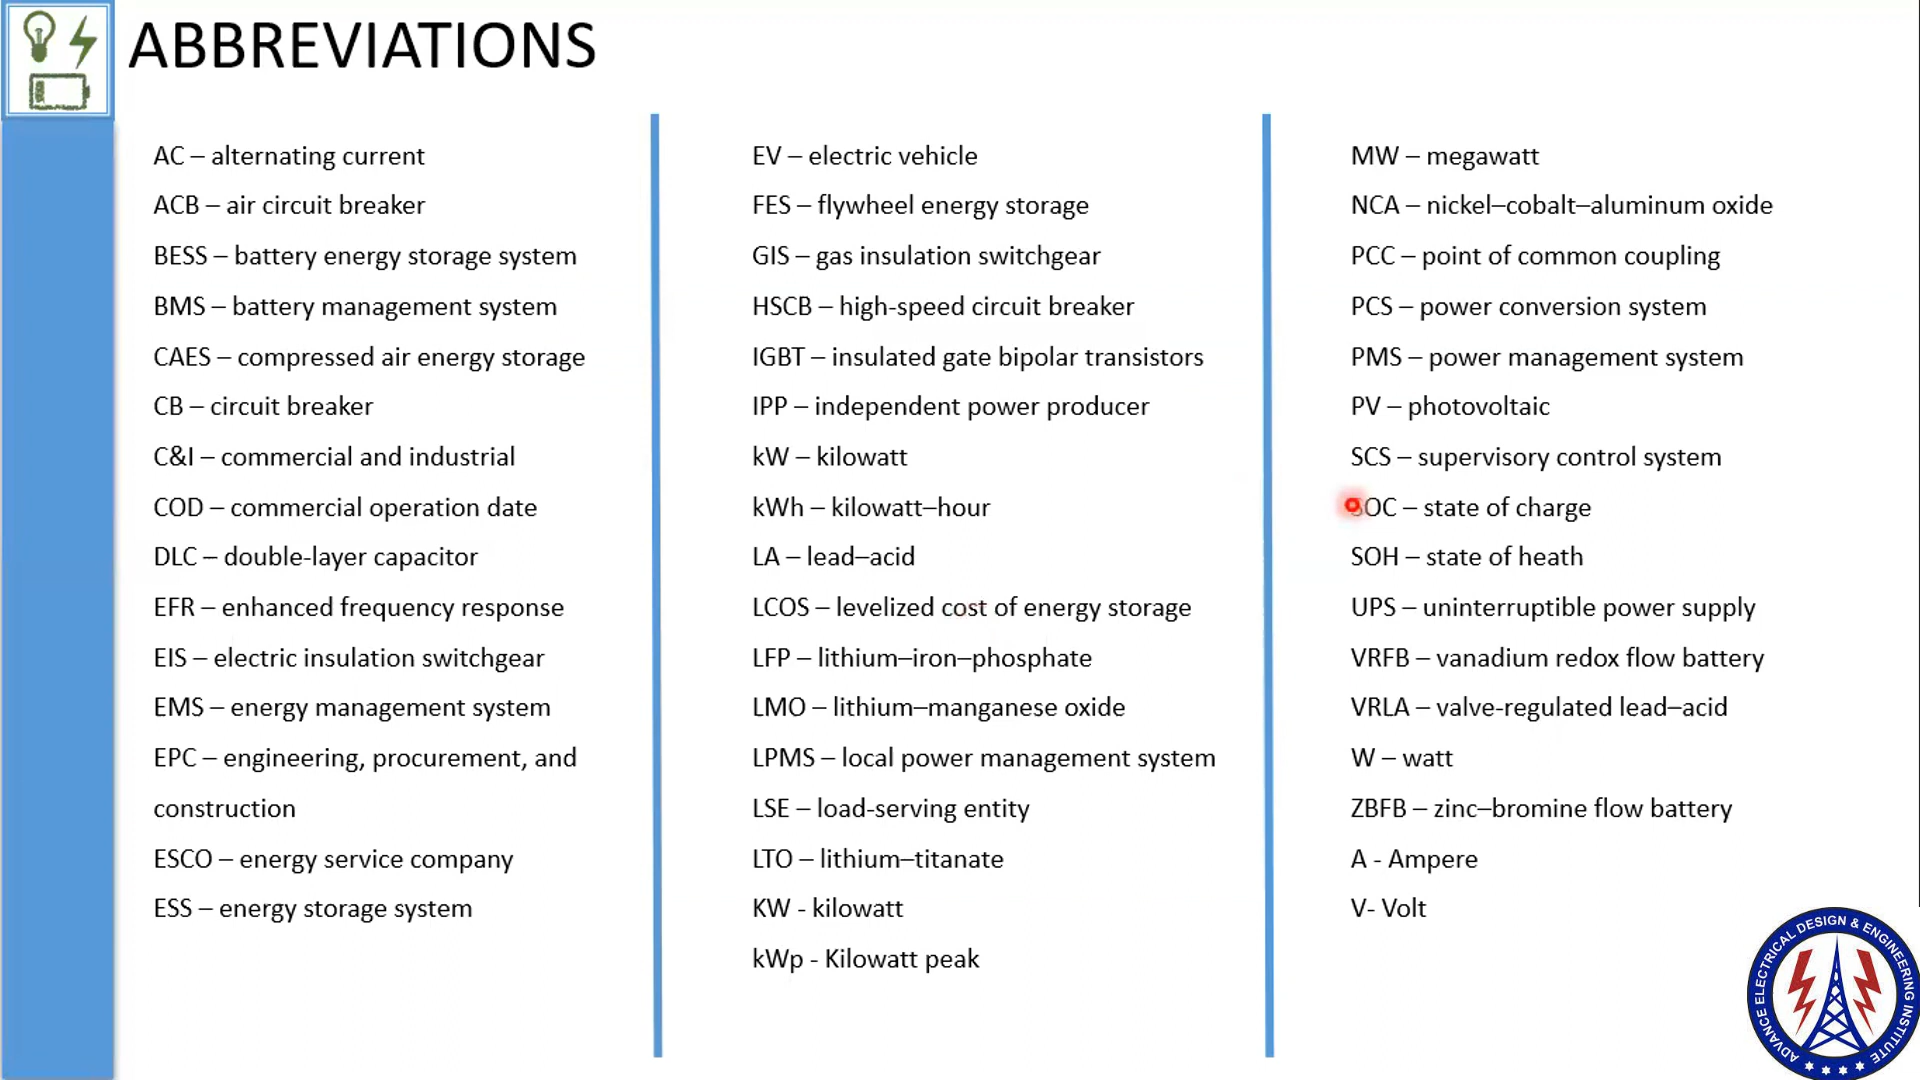 ABBREVIATIONS
AC – alternating current
ACB – air circuit breaker
BESS – battery energy storage system
BMS – battery management system
CAES – compressed air energy storage
CB – circuit breaker
C&I – commercial and industrial
COD – commercial operation date
DLC – double-layer capacitor
EFR – enhanced frequency response
EIS – electric insulation switchgear
EMS – energy management system
EPC – engineering, procurement, and
construction
ESCO – energy service company
ESS – energy storage system
EV – electric vehicle
FES – flywheel energy storage
GIS – gas insulation switchgear
HSCB – high-speed circuit breaker
IGBT – insulated gate bipolar transistors
IPP – independent power producer
kW – kilowatt
kWh – kilowatt–hour
LA – lead–acid
LCOS – levelized cost of energy storage
LFP – lithium–iron–phosphate
LMO – lithium–manganese oxide
LPMS – local power management system
LSE – load-serving entity
LTO – lithium–titanate
KW - kilowatt
kWp - Kilowatt peak
MW – megawatt
NCA – nickel–cobalt–aluminum oxide
PCC – point of common coupling
PCS – power conversion system
PMS – power management system
PV – photovoltaic
SCS – supervisory control system
SOC – state of charge
SOH – state of heath
UPS – uninterruptible power supply
VRFB – vanadium redox flow battery
VRLA – valve-regulated lead–acid
W – watt
ZBFB – zinc–bromine flow battery
A - Ampere
V- Volt
ADVANCE ELECTRICAL DESIGN & ENGINEERING INSTITUTE